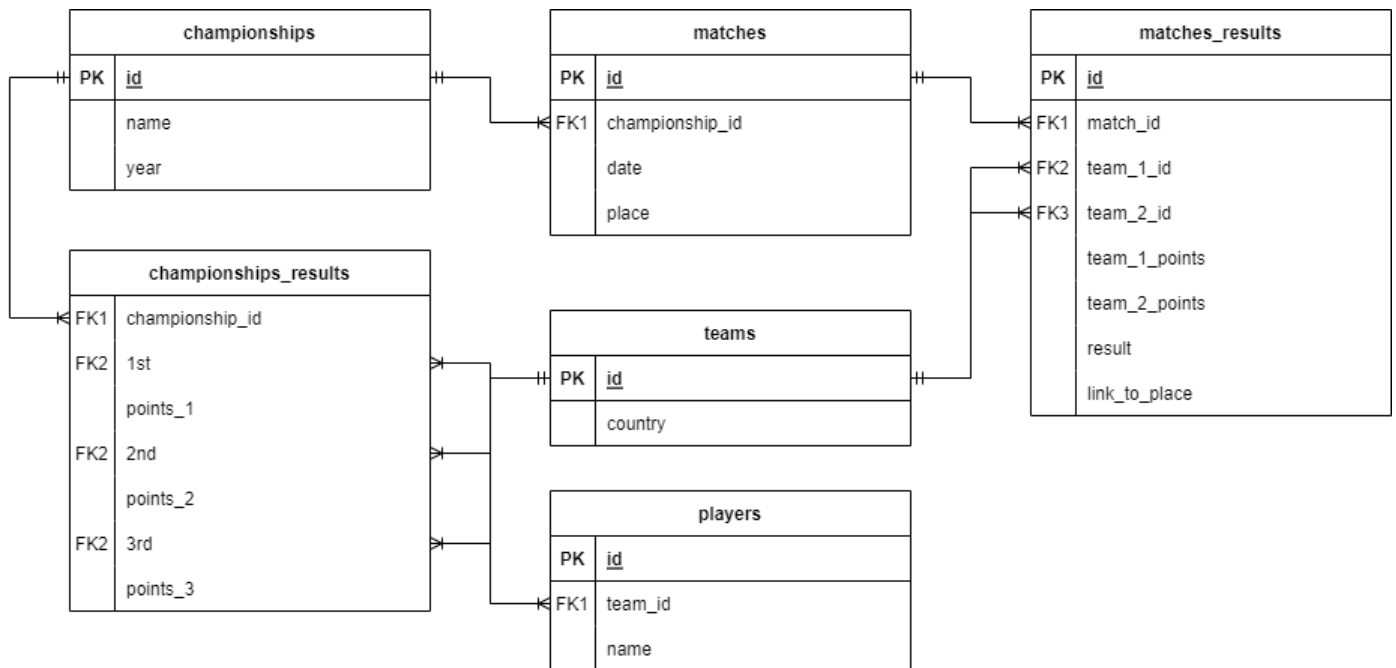 championships
PK id
name
year
matches
PK id
FK1 championship_id
date
place
matches_results
PK id
FK1 match_id
FK2 team_1_id
FK3 team_2_id
team_1_points
team_2_points
result
link_to_place
championships_results
FK1 championship_id
FK2 1st
points_1
FK2 2nd
points_2
FK2 3rd
points_3
teams
PK id
country
players
PK id
FK1 team_id
name